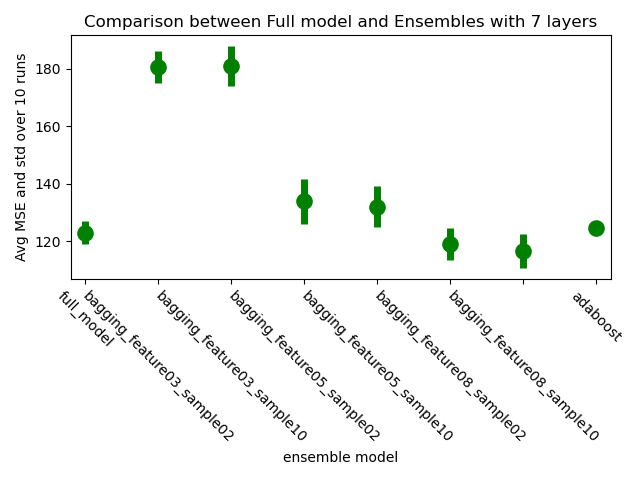 Comparison between Full model and Ensembles with 7 layers
Avg MSE and std over 10 runs
180
160
140
120
full_model
bagging_feature03_sample02
bagging_feature03_sample10
bagging_feature05_sample02
bagging_feature05_sample10
bagging_feature08_sample02
bagging_feature08_sample10
adaboost
ensemble model